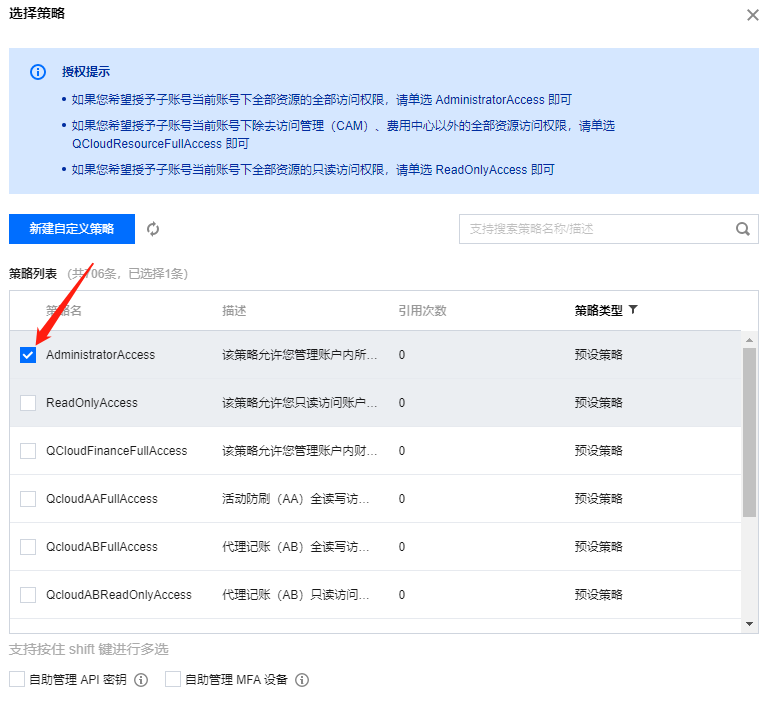 选择策略
授权提示
如果您希望授予子账号当前账号下全部资源的全部访问权限，请单选 AdministratorAccess 即可
如果您希望授予子账号当前账号下除去访问管理（CAM）、费用中心以外的全部资源访问权限，请单选
QCloudResourceFullAccess 即可
如果您希望授予子账号当前账号下全部资源的只读访问权限，请单选 ReadOnlyAccess 即可
新建自定义策略 支持搜索策略名称/描述
策略列表 (共706条，已选择1条)
策略名 描述 引用次数 策略类型
AdministratorAccess 该策略允许您管理账户内所... 0 预设策略
ReadOnlyAccess 该策略允许您只读访问账户... 0 预设策略
QCloudFinanceFullAccess 该策略允许您管理账户内财... 0 预设策略
QcloudAAFullAccess 活动防刷（AA）全读写访... 0 预设策略
QcloudABFullAccess 代理记账（AB）全读写访... 0 预设策略
QcloudABReadOnlyAccess 代理记账（AB）只读访问... 0 预设策略
支持按住 shift 键进行多选
自助管理 API 密钥 自助管理 MFA 设备